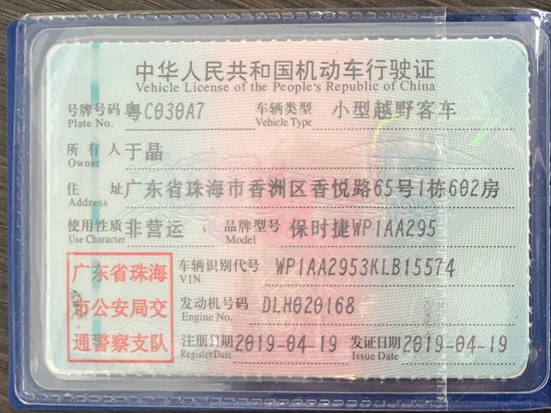 中华人民共和国机动车行驶证
Vehicle License of the People's Republic of China
号牌号码 粤C030A7 车辆类型 小型越野客车
Plate No. Vehicle Type
所有人 于晶
Owner
住址 广东省珠海市香洲区香悦路65号1栋602房
Address
使用性质 非营运 品牌型号 保时捷WP1AA295
Use Character Model
广东省珠海
市公安局交
通警察支队
车辆识别代号 WP1AA2953KLB15574
VIN
发动机号码 DLH020168
Engine No.
注册日期 2019-04-19 发证日期 2019-04-19
RegisterDate Issue Date